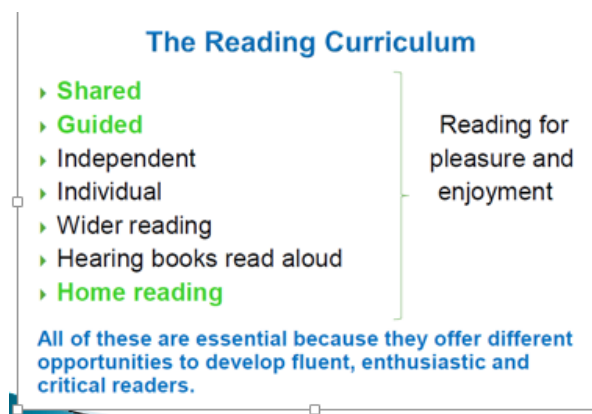 The Reading Curriculum
Shared
Guided
Independent
Individual
Wider reading
Hearing books read aloud
Home reading
Reading for
pleasure and
enjoyment
All of these are essential because they offer different
opportunities to develop fluent, enthusiastic and
critical readers.